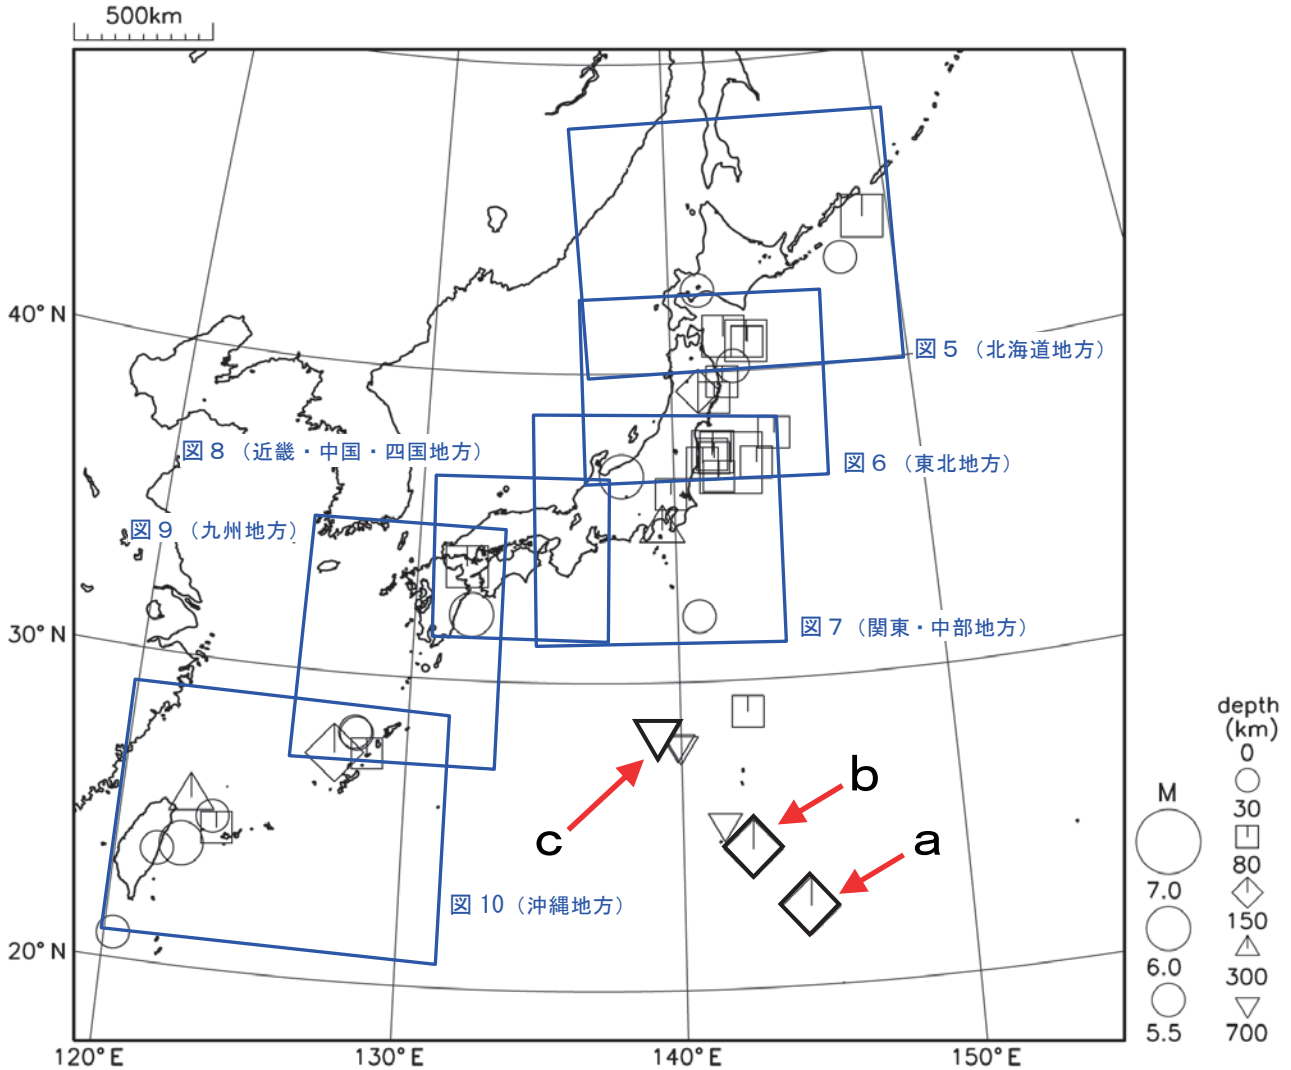 500km
40°N
図5（北海道地方）
図8（近畿・中国・四国地方）
図6（東北地方）
図9（九州地方）
30°N
図7（関東・中部地方）
c
b
a
図10（沖縄地方）
20°N
120°E
130°E
140°E
150°E
M
7.0
6.0
5.5
depth
(km)
0
30
80
150
300
700